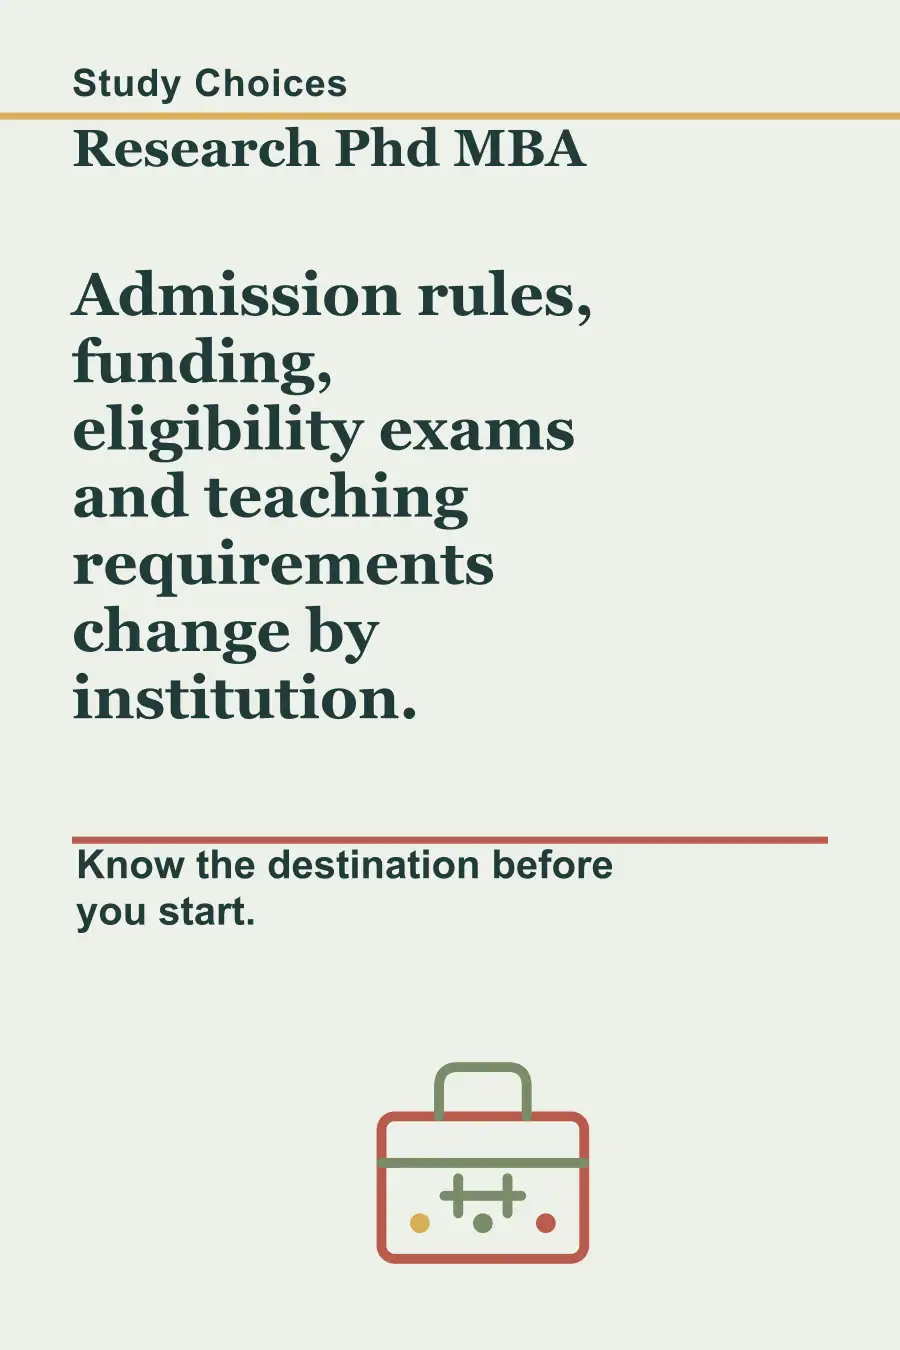 Study Choices
Research Phd MBA
Admission rules,
funding,
eligibility exams
and teaching
requirements
change by
institution.
Know the destination before
you start.